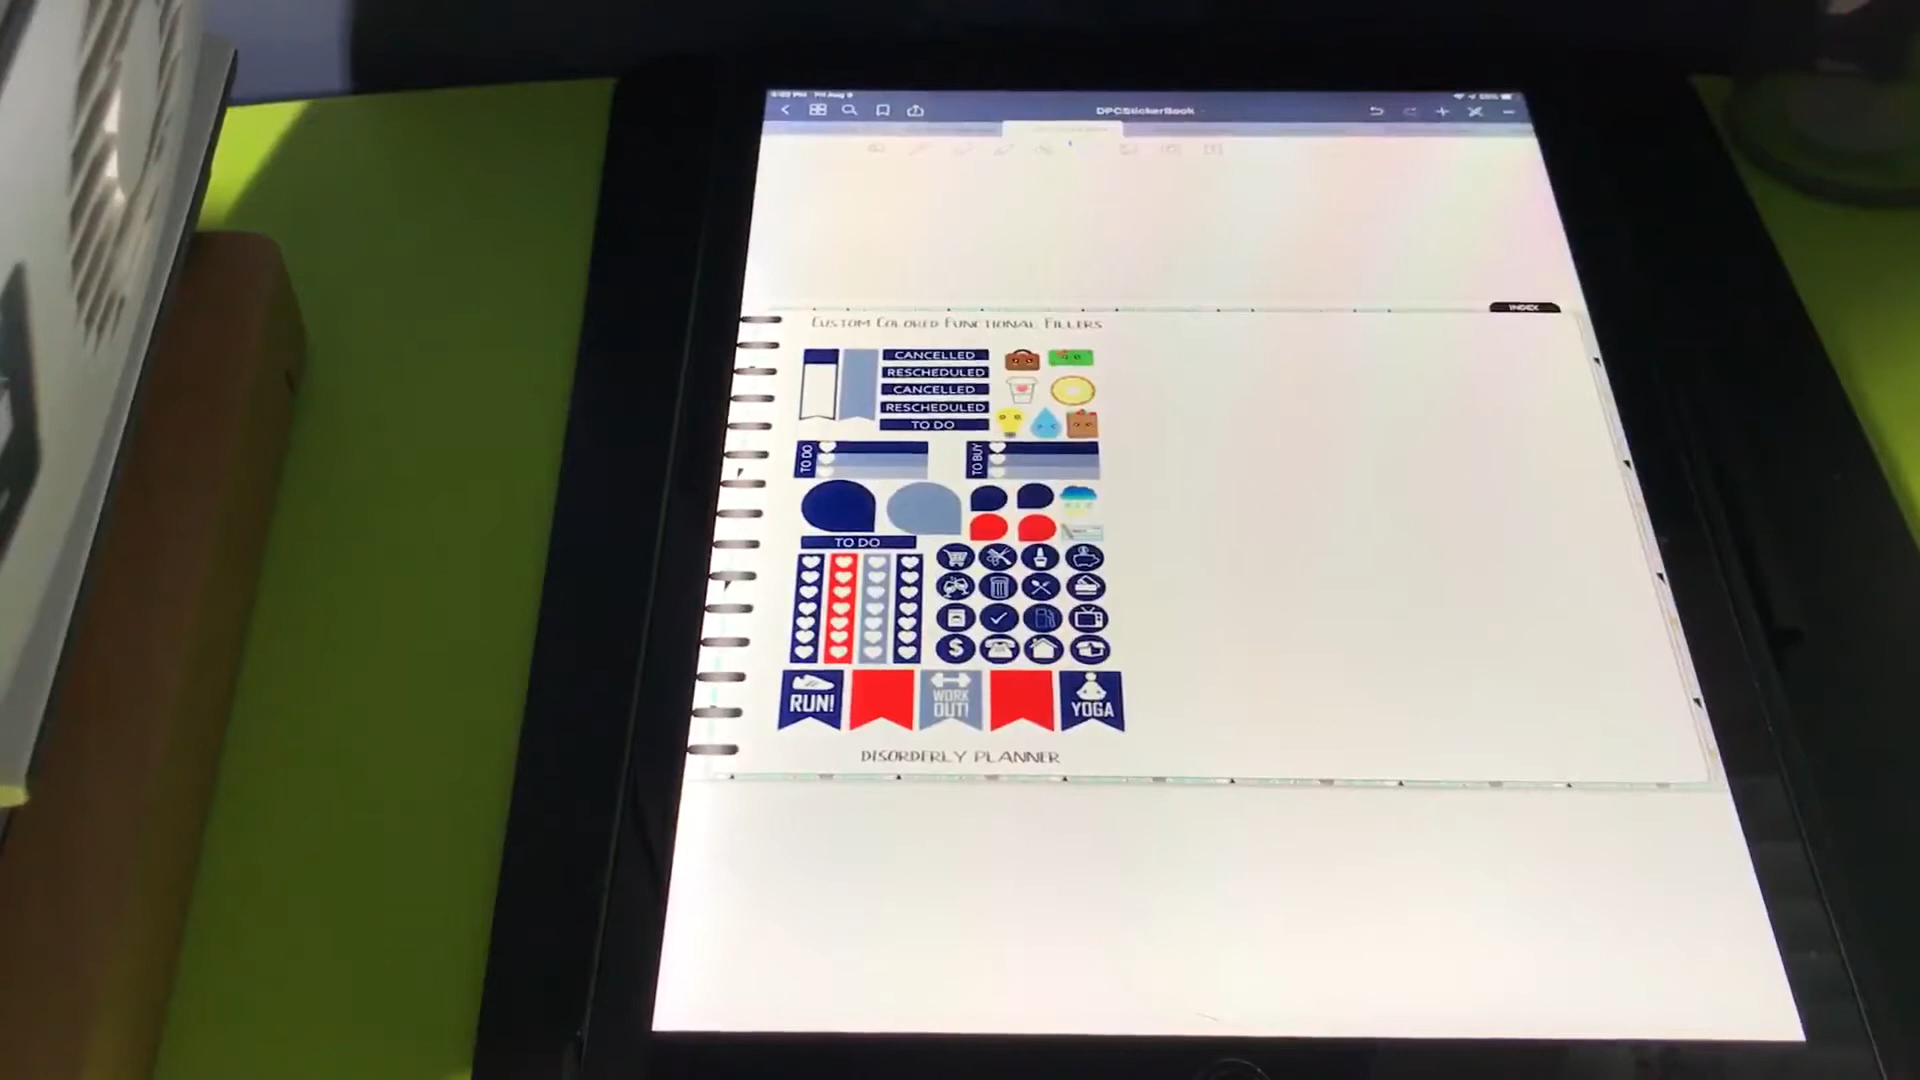 DPCStickerBook
INDEX
CUSTOM COLORED FUNCTIONAL FILLERS
CANCELLED
RESCHEDULED
CANCELLED
RESCHEDULED
TO DO
TO DO
TO BUY
TO DO
$
RUN!
WORK
OUT!
YOGA
DISORDERLY PLANNER